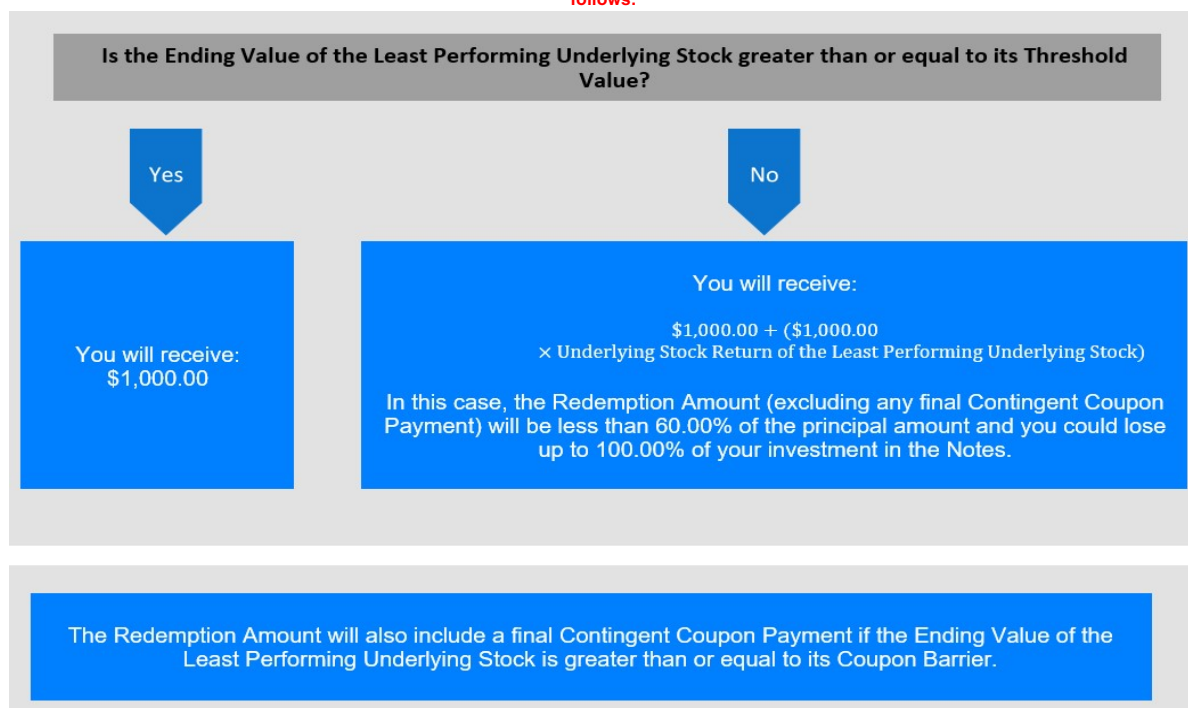 follows:
Is the Ending Value of the Least Performing Underlying Stock greater than or equal to its Threshold
Value?
Yes
No
You will receive:
$1,000.00
You will receive:
$1,000.00 + ($1,000.00
× Underlying Stock Return of the Least Performing Underlying Stock)
In this case, the Redemption Amount (excluding any final Contingent Coupon
Payment) will be less than 60.00% of the principal amount and you could lose
up to 100.00% of your investment in the Notes.
The Redemption Amount will also include a final Contingent Coupon Payment if the Ending Value of the
Least Performing Underlying Stock is greater than or equal to its Coupon Barrier.